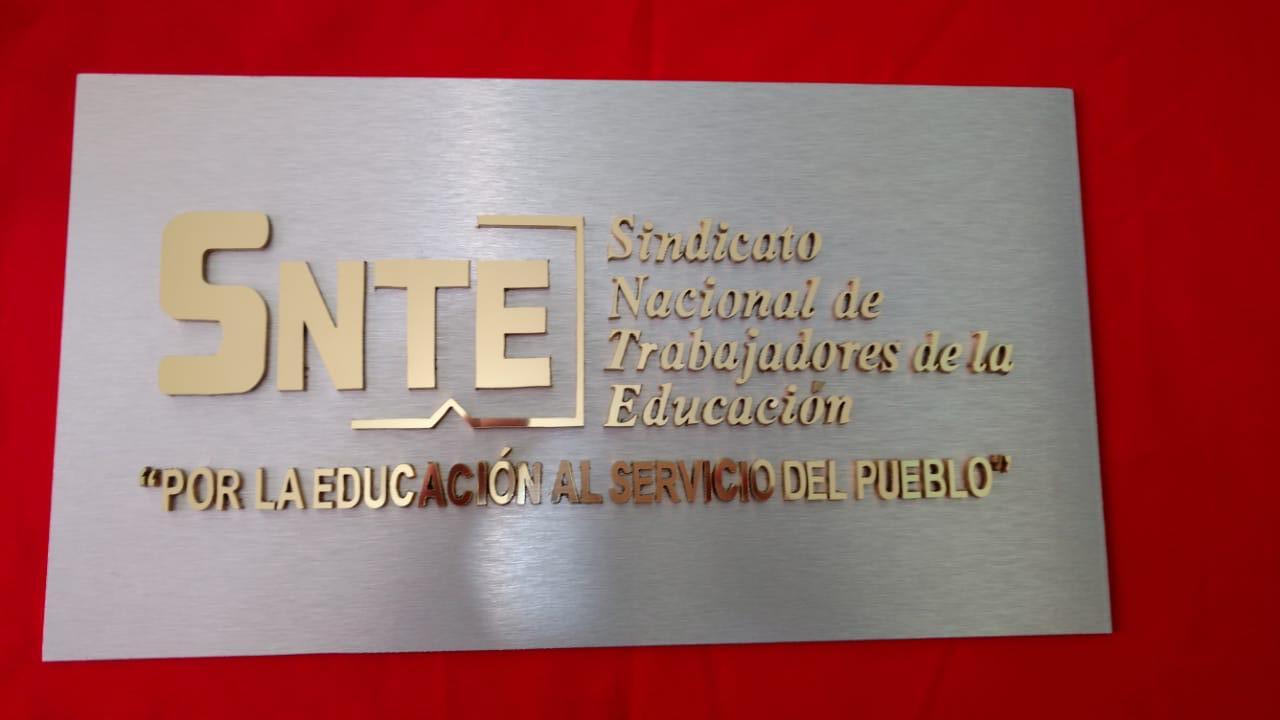 SNTE
Sindicato
Nacional de
Trabajadores de la
Educación
“POR LA EDUCACIÓN AL SERVICIO DEL PUEBLO”